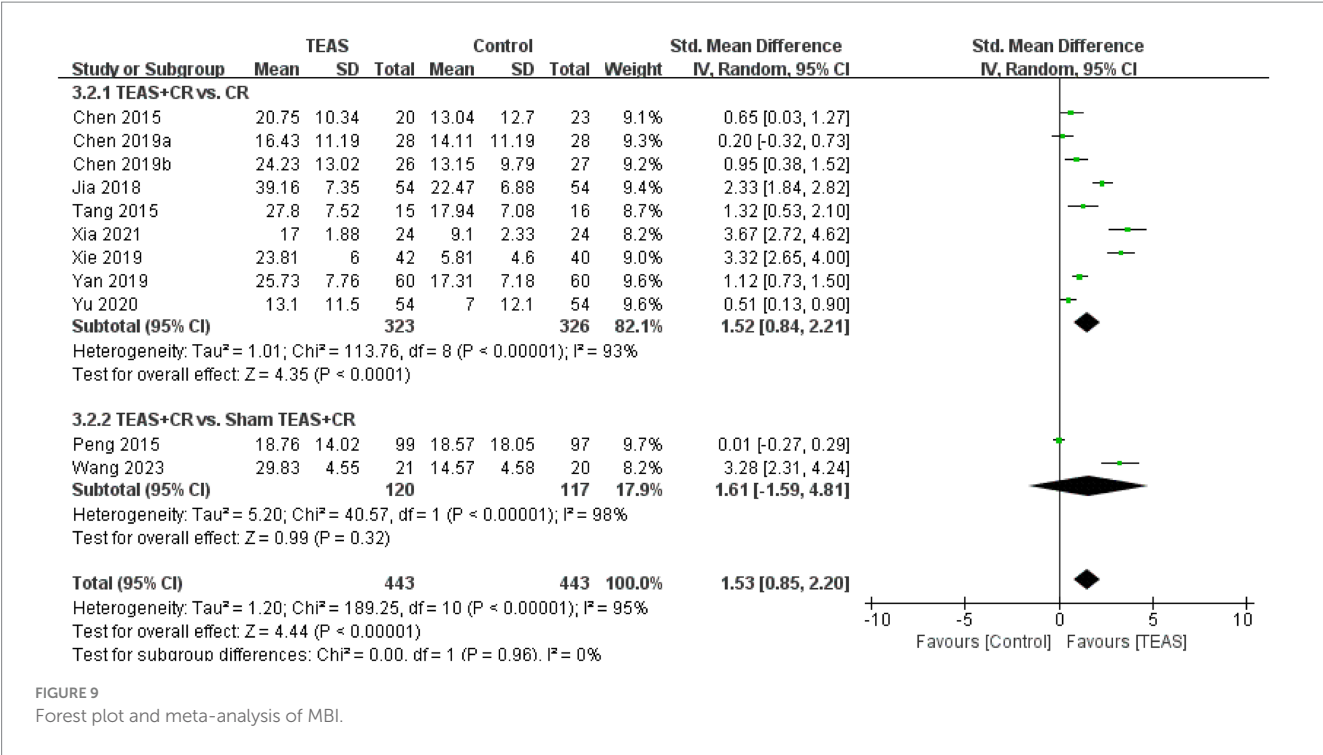 TEAS Control Std. Mean Difference Std. Mean Difference
Study or Subgroup Mean SD Total Mean SD Total Weight IV, Random, 95% CI IV, Random, 95% CI
3.2.1 TEAS+CR vs. CR
Chen 2015 20.75 10.34 20 13.04 12.7 23 9.1% 0.65 [0.03, 1.27]
Chen 2019a 16.43 11.19 28 14.11 11.19 28 9.3% 0.20 [-0.32, 0.73]
Chen 2019b 24.23 13.02 26 13.15 9.79 27 9.2% 0.95 [0.38, 1.52]
Jia 2018 39.16 7.35 54 22.47 6.88 54 9.4% 2.33 [1.84, 2.82]
Tang 2015 27.8 7.52 15 17.94 7.08 16 8.7% 1.32 [0.53, 2.10]
Xia 2021 17 1.88 24 9.1 2.33 24 8.2% 3.67 [2.72, 4.62]
Xie 2019 23.81 6 42 5.81 4.6 40 9.0% 3.32 [2.65, 4.00]
Yan 2019 25.73 7.76 60 17.31 7.18 60 9.6% 1.12 [0.73, 1.50]
Yu 2020 13.1 11.5 54 7 12.1 54 9.6% 0.51 [0.13, 0.90]
Subtotal (95% CI) 323 326 82.1% 1.52 [0.84, 2.21]
Heterogeneity: Tau² = 1.01; Chi² = 113.76, df = 8 (P < 0.00001); I² = 93%
Test for overall effect: Z = 4.35 (P < 0.0001)
3.2.2 TEAS+CR vs. Sham TEAS+CR
Peng 2015 18.76 14.02 99 18.57 18.05 97 9.7% 0.01 [-0.27, 0.29]
Wang 2023 29.83 4.55 21 14.57 4.58 20 8.2% 3.28 [2.31, 4.24]
Subtotal (95% CI) 120 117 17.9% 1.61 [-1.59, 4.81]
Heterogeneity: Tau² = 5.20; Chi² = 40.57, df = 1 (P < 0.00001); I² = 98%
Test for overall effect: Z = 0.99 (P = 0.32)
Total (95% CI) 443 443 100.0% 1.53 [0.85, 2.20]
Heterogeneity: Tau² = 1.20; Chi² = 189.25, df = 10 (P < 0.00001); I² = 95%
Test for overall effect: Z = 4.44 (P < 0.00001)
Test for subgroup differences: Chi² = 0.00. df = 1 (P = 0.96). I² = 0%
-10 -5 0 5 10
Favours [Control] Favours [TEAS]
FIGURE 9
Forest plot and meta-analysis of MBI.